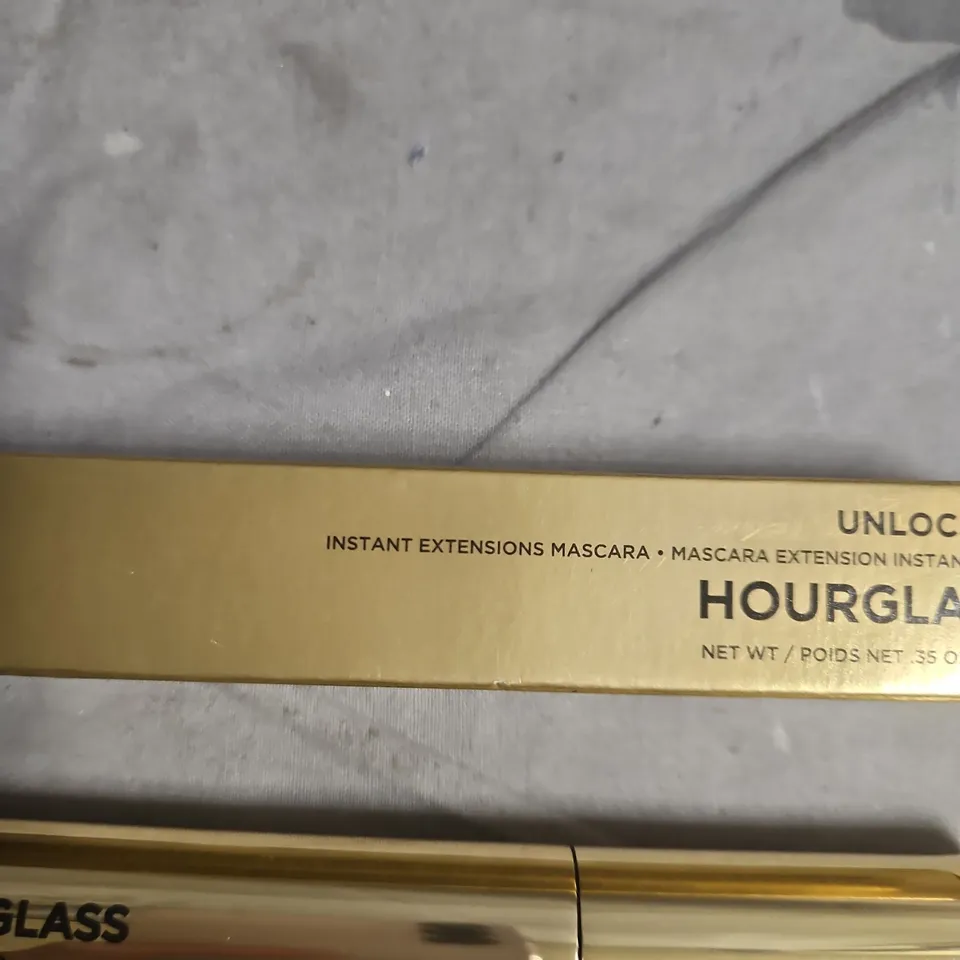 UNLOC
INSTANT EXTENSIONS MASCARA • MASCARA EXTENSION INSTAN
HOURGLA
NET WT / POIDS NET .35 O
GLASS